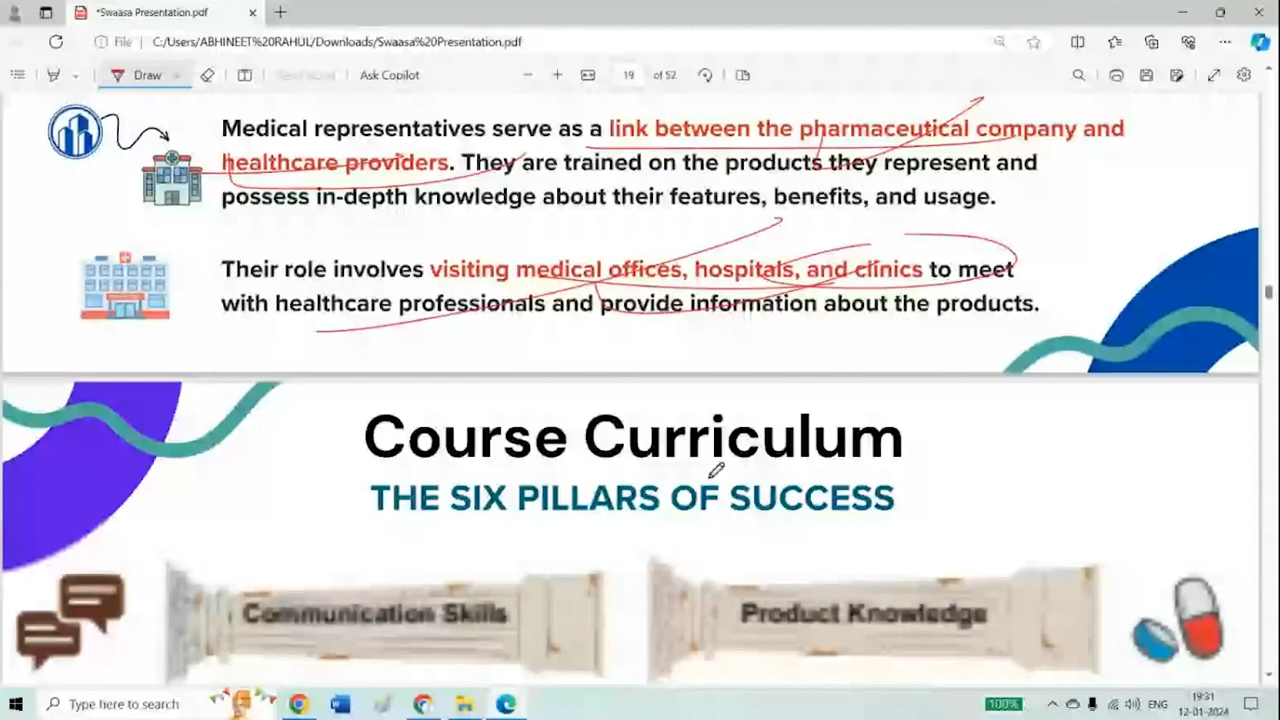 *Swaasa Presentation.pdf
File
C:/Users/ABHINEET%20RAHUL/Downloads/Swaasa%20Presentation.pdf
Draw
Read aloud
Ask Copilot
19 of 52
Medical representatives serve as a link between the pharmaceutical company and
healthcare providers. They are trained on the products they represent and
possess in-depth knowledge about their features, benefits, and usage.
Their role involves visiting medical offices, hospitals, and clinics to meet
with healthcare professionals and provide information about the products.
Course Curriculum
THE SIX PILLARS OF SUCCESS
Communication Skills
Product Knowledge
Type here to search
100%
ENG
19:31
12-01-2024